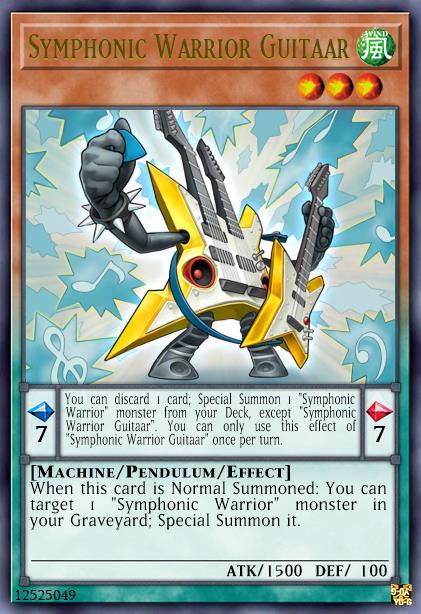 SYMPHONIC WARRIOR GUITAAR
WIND
風
You can discard 1 card; Special Summon 1 "Symphonic
Warrior" monster from your Deck, except "Symphonic
Warrior Guitaar". You can only use this effect of
"Symphonic Warrior Guitaar" once per turn.
7
7
[MACHINE/PENDULUM/EFFECT]
When this card is Normal Summoned: You can
target 1 "Symphonic Warrior" monster in
your Graveyard; Special Summon it.
ATK/1500 DEF/ 100
12525049